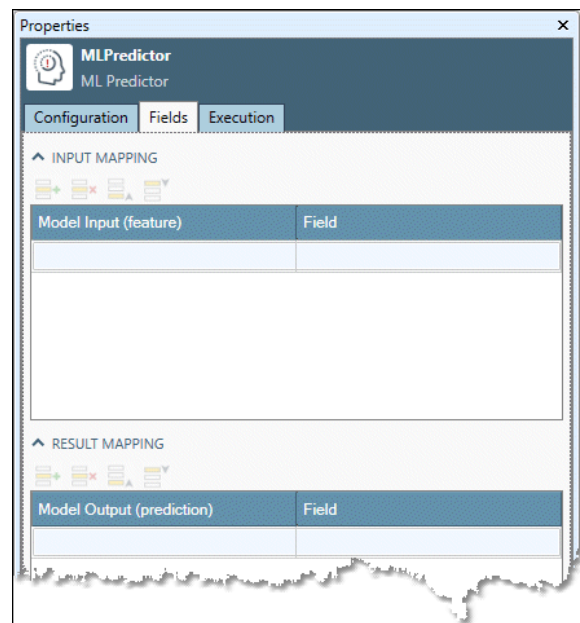 Properties
MLPredictor
ML Predictor
Configuration Fields Execution
INPUT MAPPING
Model Input (feature) Field
RESULT MAPPING
Model Output (prediction) Field